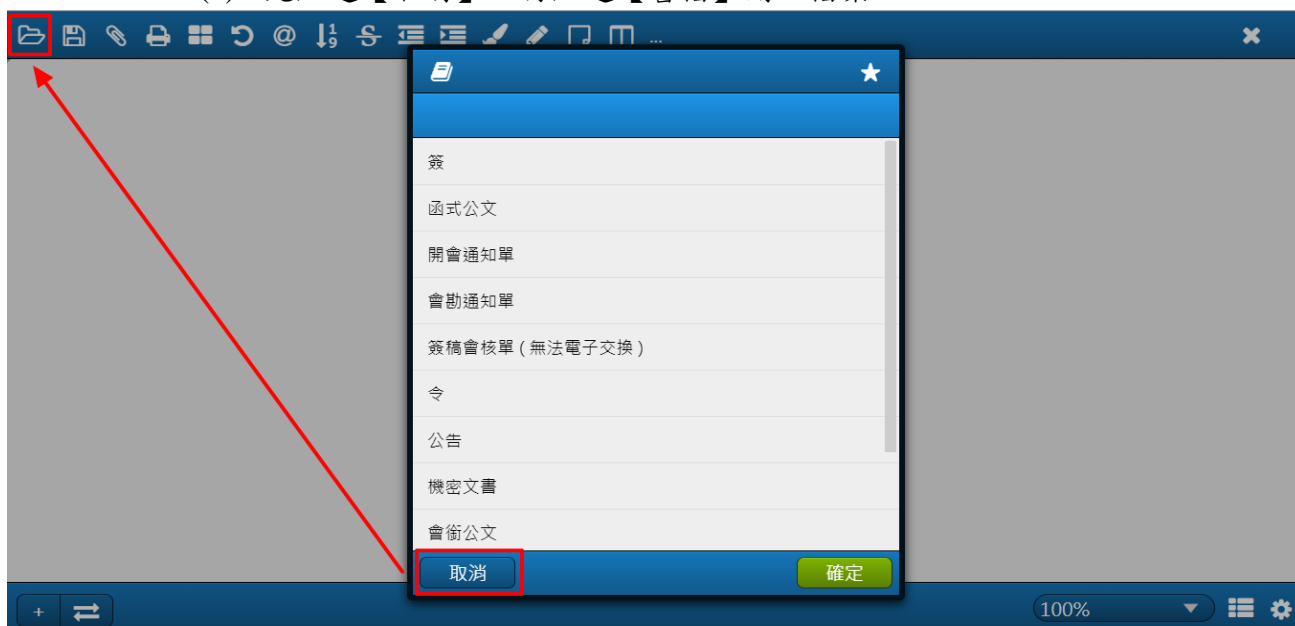 簽
函式公文
開會通知單
會勘通知單
簽稿會核單 ( 無法電子交換 )
令
公告
機密文書
會銜公文
取消
確定
100%